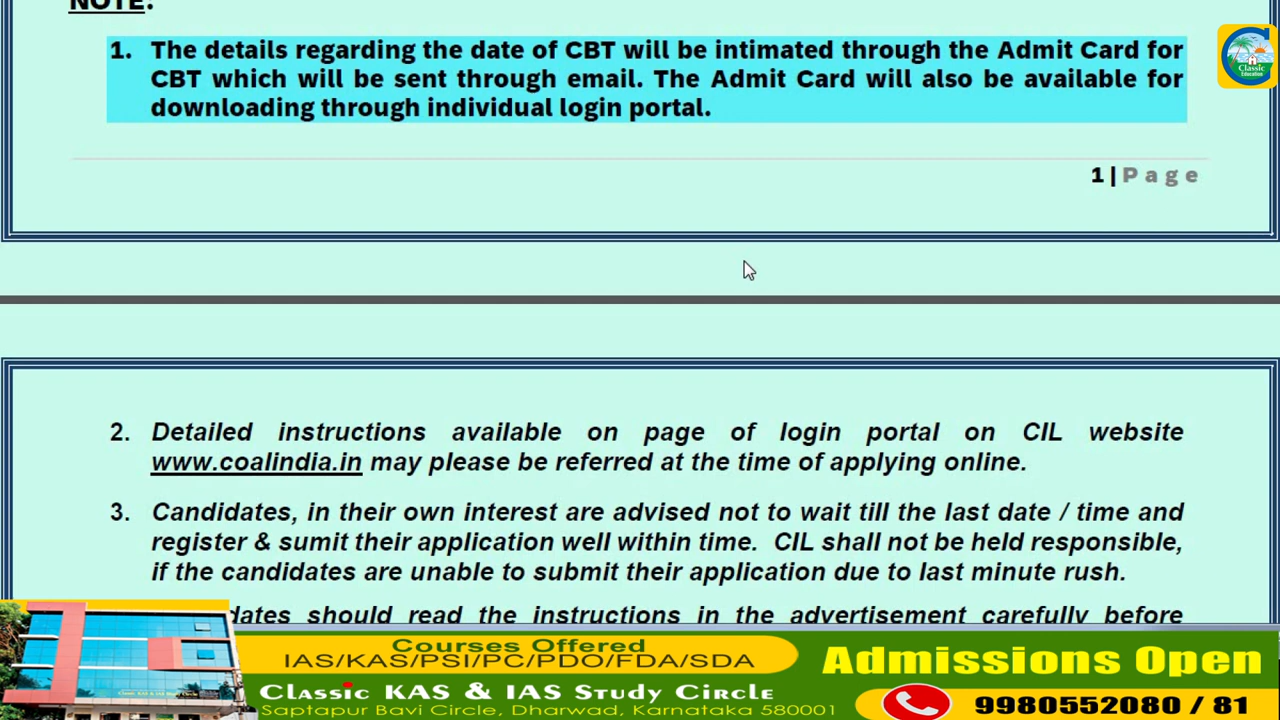 NOTE:
1. The details regarding the date of CBT will be intimated through the Admit Card for
CBT which will be sent through email. The Admit Card will also be available for
downloading through individual login portal.
Classic
Education
1 | Page
2. Detailed instructions available on page of login portal on CIL website
www.coalindia.in may please be referred at the time of applying online.
3. Candidates, in their own interest are advised not to wait till the last date / time and
register & sumit their application well within time. CIL shall not be held responsible,
if the candidates are unable to submit their application due to last minute rush.
dates should read the instructions in the advertisement carefully before
Courses Offered
IAS/KAS/PSI/PC/PDO/FDA/SDA
Classic KAS & IAS Study Circle
Saptapur Bavi Circle, Dharwad, Karnataka 580001
Admissions Open
9980552080 / 81